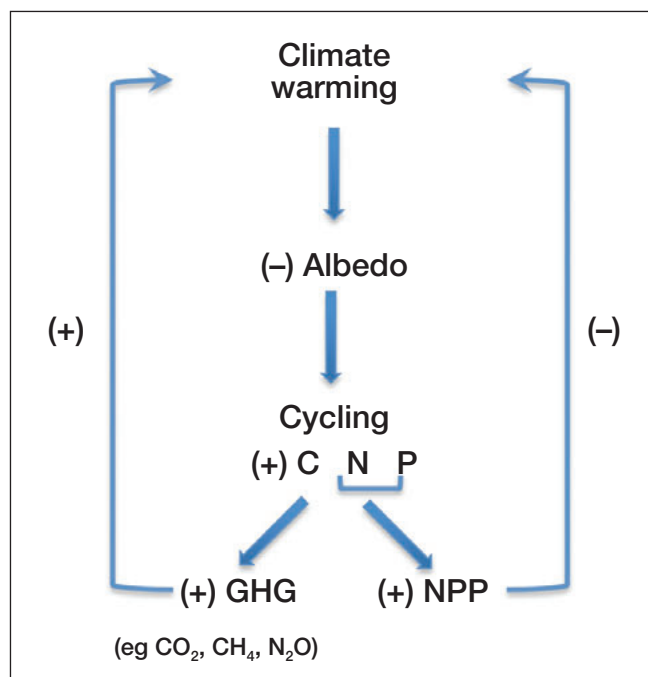 Climate
warming
(–) Albedo
(+)
(–)
Cycling
(+) C N P
(+) GHG
(+) NPP
(eg CO₂, CH₄, N₂O)